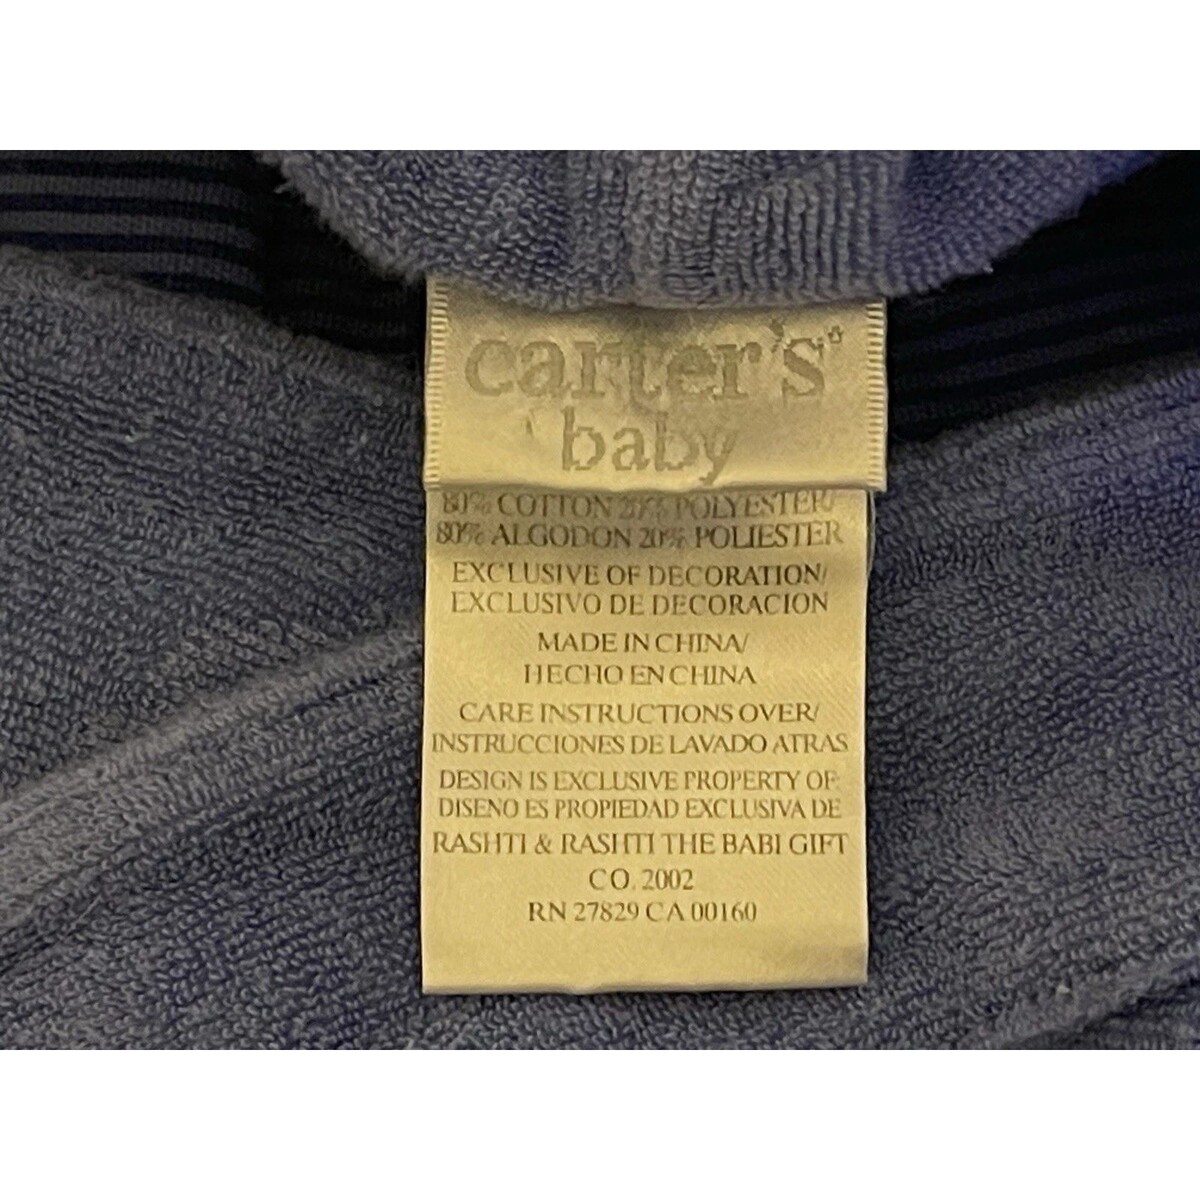 carter's
baby
80% COTTON 20% POLYESTER/
80% ALGODON 20% POLIESTER
EXCLUSIVE OF DECORATION/
EXCLUSIVO DE DECORACION
MADE IN CHINA/
HECHO EN CHINA
CARE INSTRUCTIONS OVER/
INSTRUCCIONES DE LAVADO ATRAS
DESIGN IS EXCLUSIVE PROPERTY OF
DISENO ES PROPIEDAD EXCLUSIVA DE
RASHTI & RASHTI THE BABI GIFT
CO. 2002
RN 27829 CA 00160